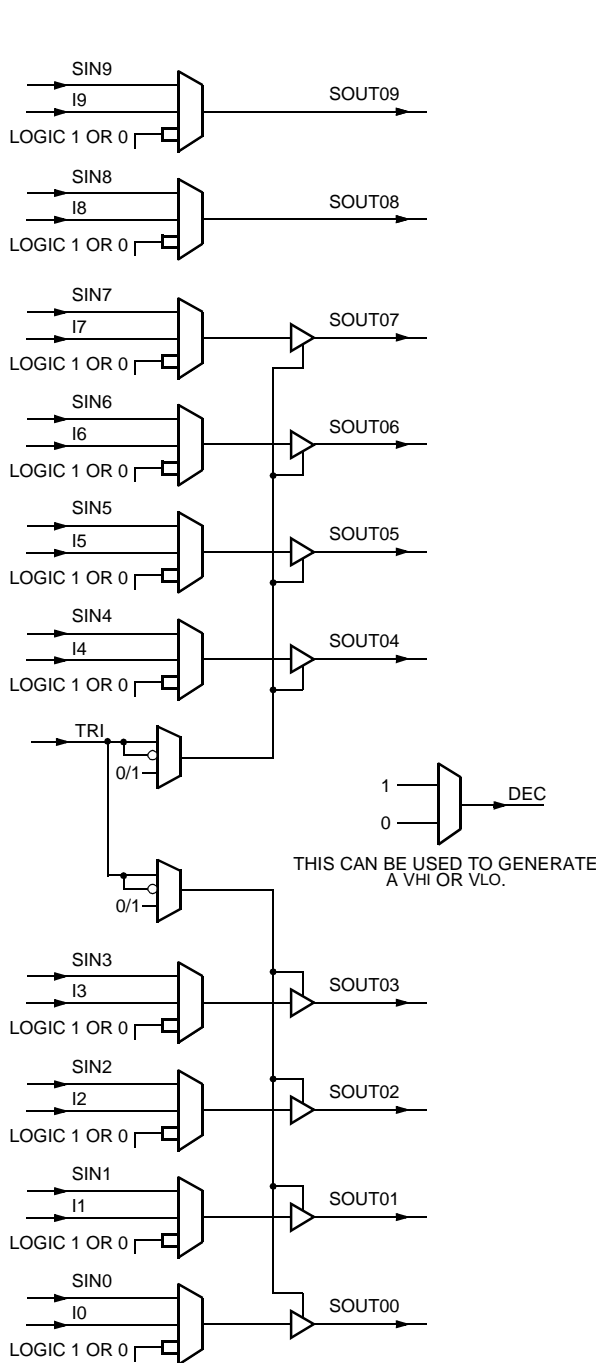 SIN9
I9
SOUT09
LOGIC 1 OR 0
SIN8
I8
SOUT08
LOGIC 1 OR 0
SIN7
I7
SOUT07
LOGIC 1 OR 0
SIN6
I6
SOUT06
LOGIC 1 OR 0
SIN5
I5
SOUT05
LOGIC 1 OR 0
SIN4
I4
SOUT04
LOGIC 1 OR 0
TRI
0/1
1
0
DEC
THIS CAN BE USED TO GENERATE
A VHI OR VLO.
0/1
SIN3
I3
SOUT03
LOGIC 1 OR 0
SIN2
I2
SOUT02
LOGIC 1 OR 0
SIN1
I1
SOUT01
LOGIC 1 OR 0
SIN0
I0
SOUT00
LOGIC 1 OR 0